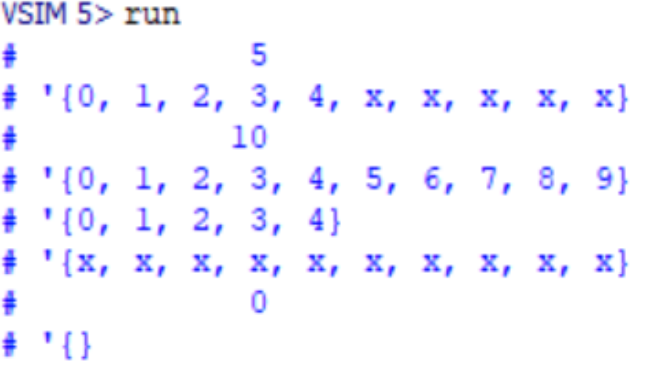 VSIM 5> run
#            5
# '{0, 1, 2, 3, 4, x, x, x, x, x}
#           10
# '{0, 1, 2, 3, 4, 5, 6, 7, 8, 9}
# '{0, 1, 2, 3, 4}
# '{x, x, x, x, x, x, x, x, x, x}
#            0
# '{}